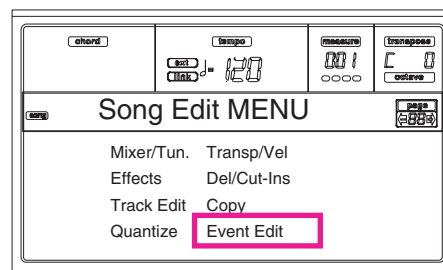 chord tempo measure transpose
ext
link
♩= 120 001 C 0
octave
song Song Edit MENU page
88
Mixer/Tun. Transp/Vel
Effects Del/Cut-Ins
Track Edit Copy
Quantize Event Edit